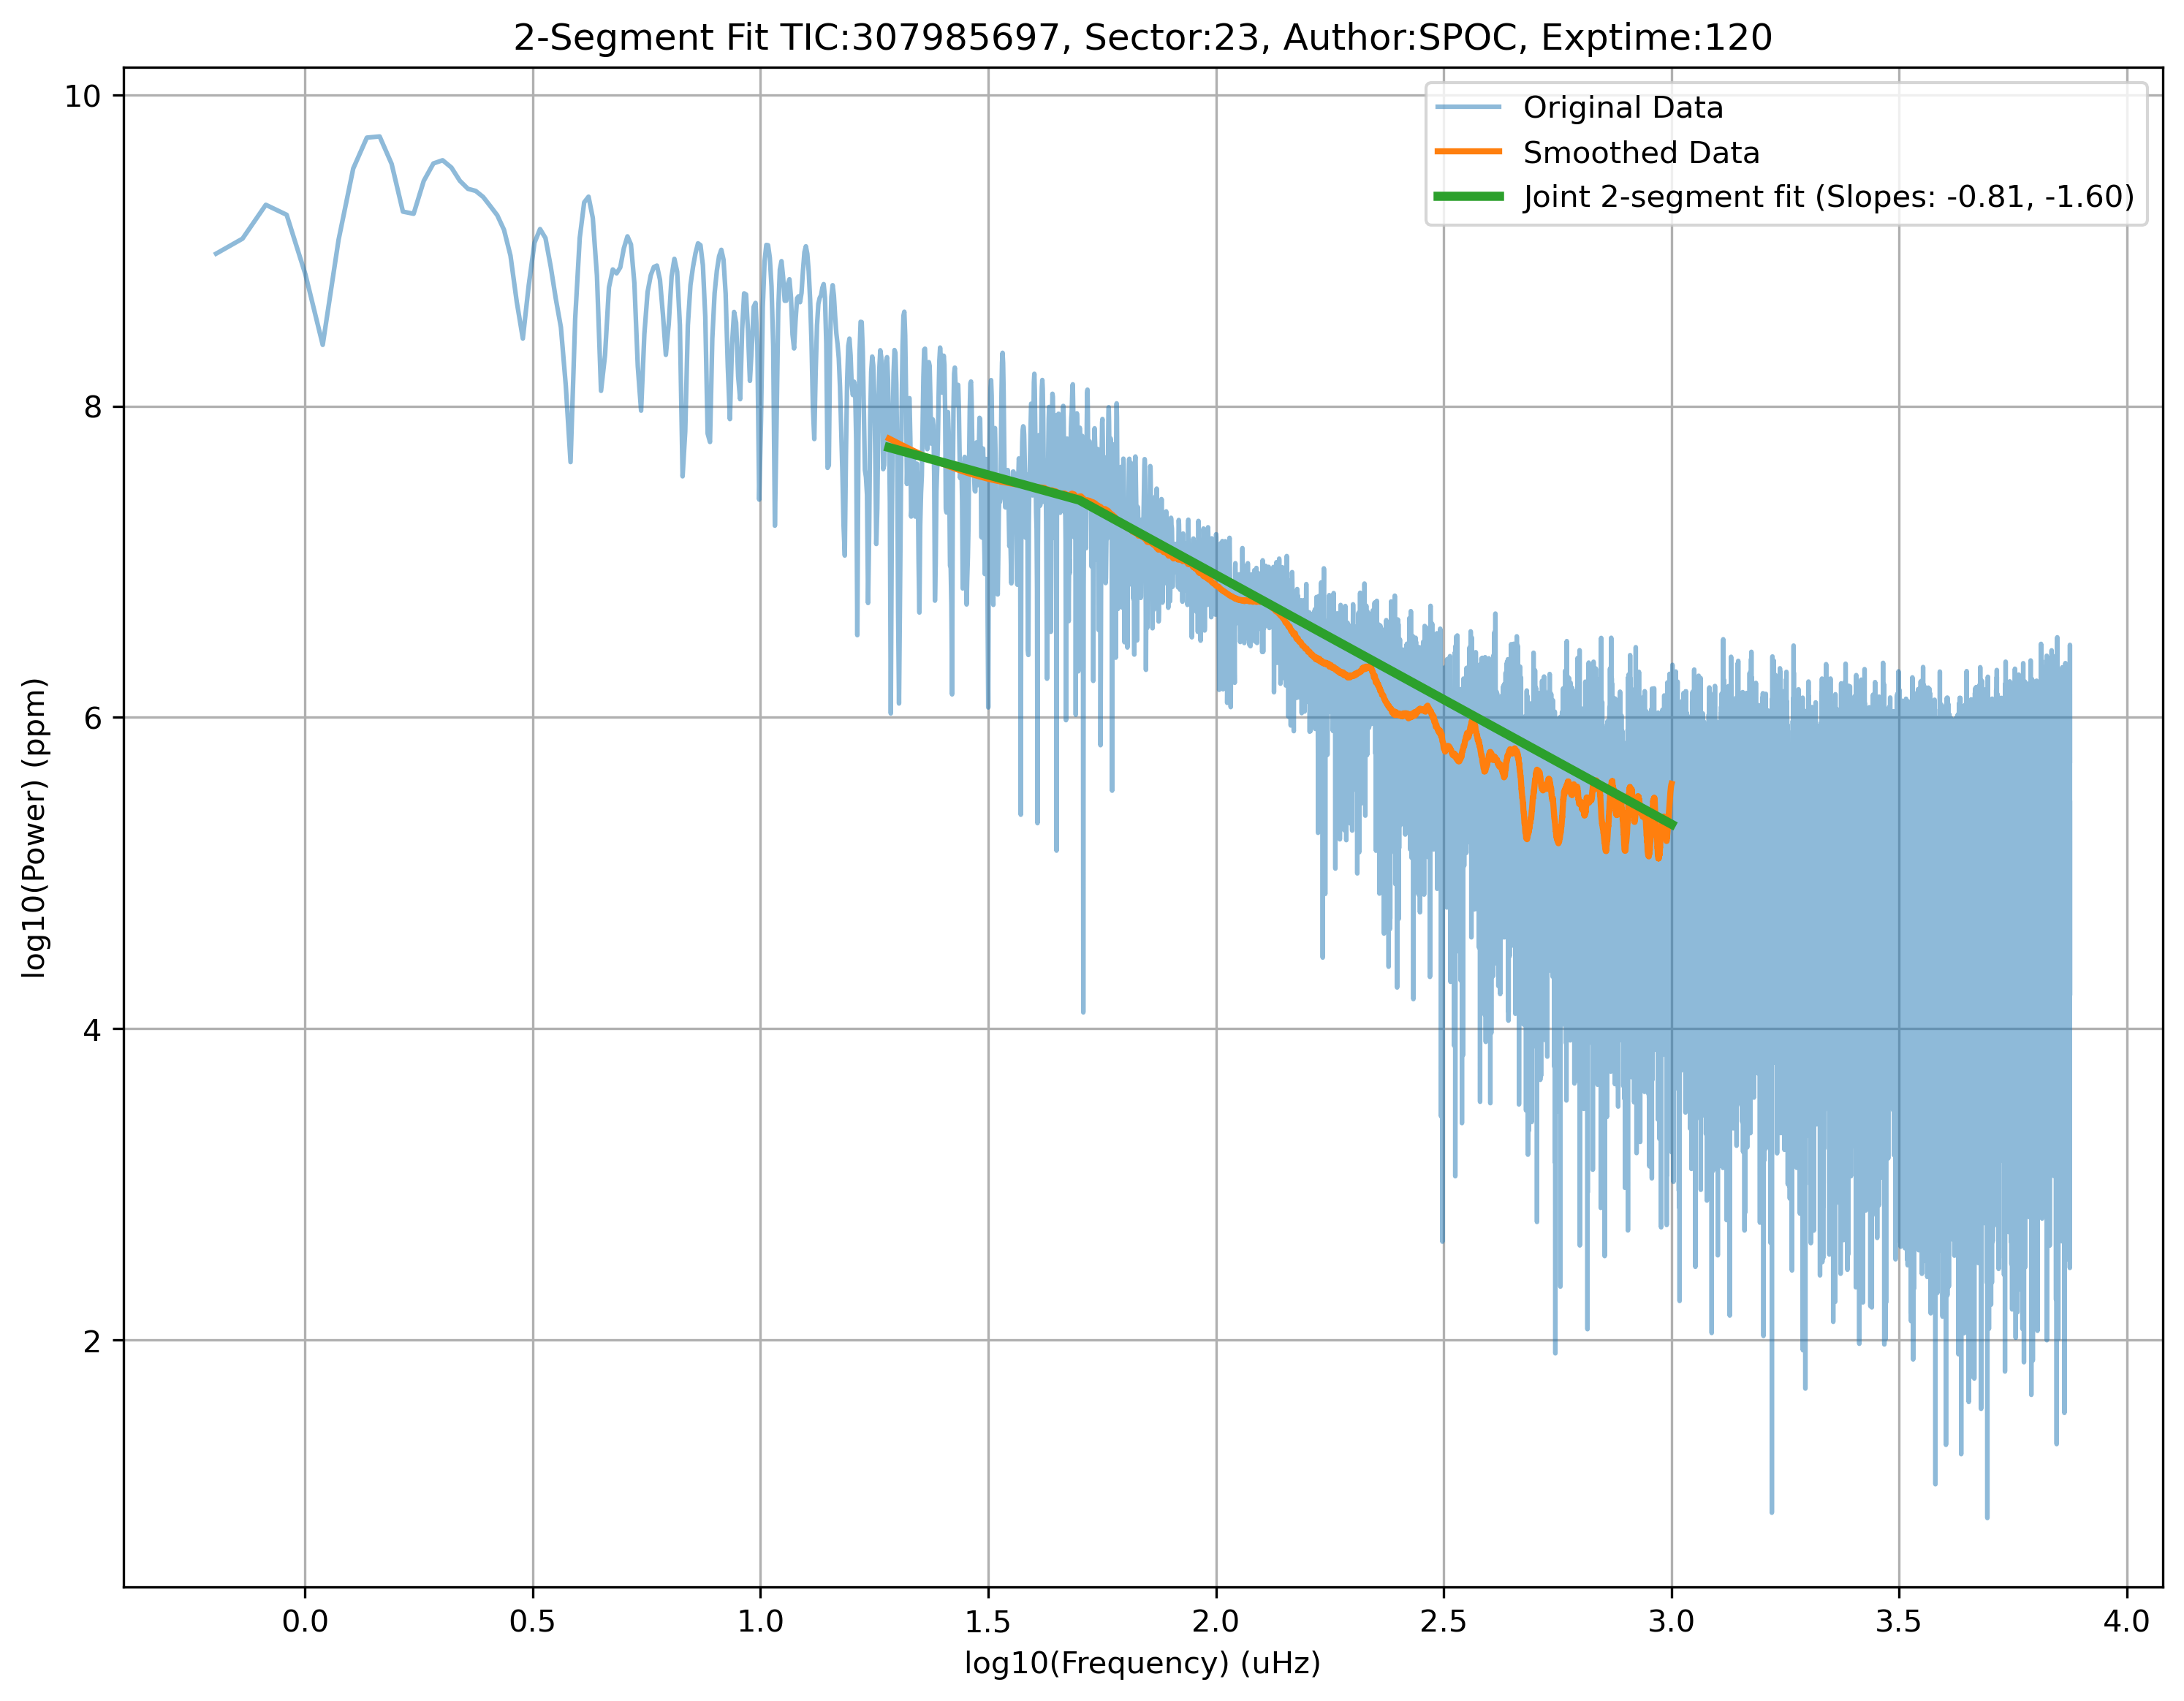 2-Segment Fit TIC:307985697, Sector:23, Author:SPOC, Exptime:120
Original Data
Smoothed Data
Joint 2-segment fit (Slopes: -0.81, -1.60)
log10(Power) (ppm)
10
8
6
4
2
0.0 0.5 1.0 1.5 2.0 2.5 3.0 3.5 4.0
log10(Frequency) (uHz)